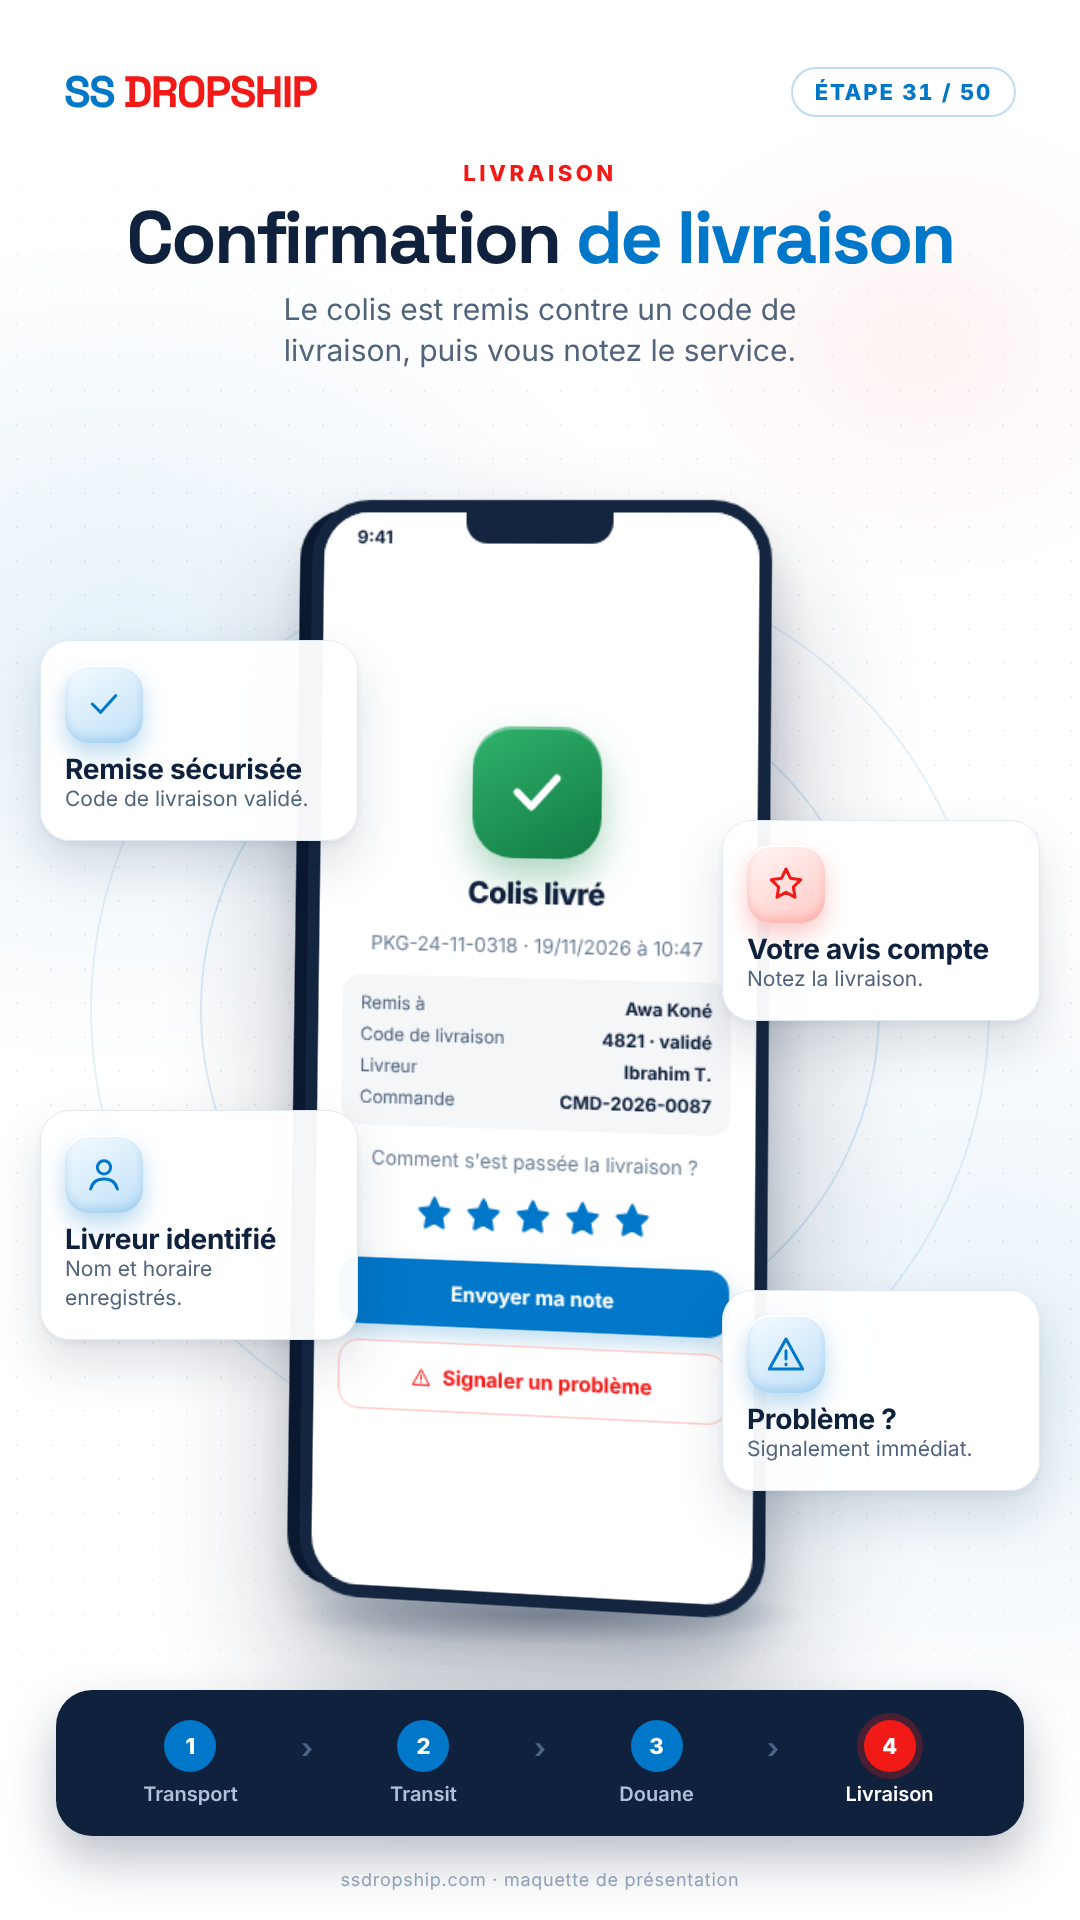 SS DROPSHIP
ÉTAPE 31 / 50
LIVRAISON
Confirmation de livraison
Le colis est remis contre un code de
livraison, puis vous notez le service.
9:41
Remise sécurisée
Code de livraison validé.
Colis livré
PKG-24-11-0318 · 19/11/2026 à 10:47
Votre avis compte
Notez la livraison.
Remis à Awa Koné
Code de livraison 4821 · validé
Livreur Ibrahim T.
Commande CMD-2026-0087
Comment s'est passée la livraison ?
Livreur identifié
Nom et horaire
enregistrés.
Envoyer ma note
Signaler un problème
Problème ?
Signalement immédiat.
1 › 2 › 3 › 4
Transport Transit Douane Livraison
ssdropship.com · maquette de présentation